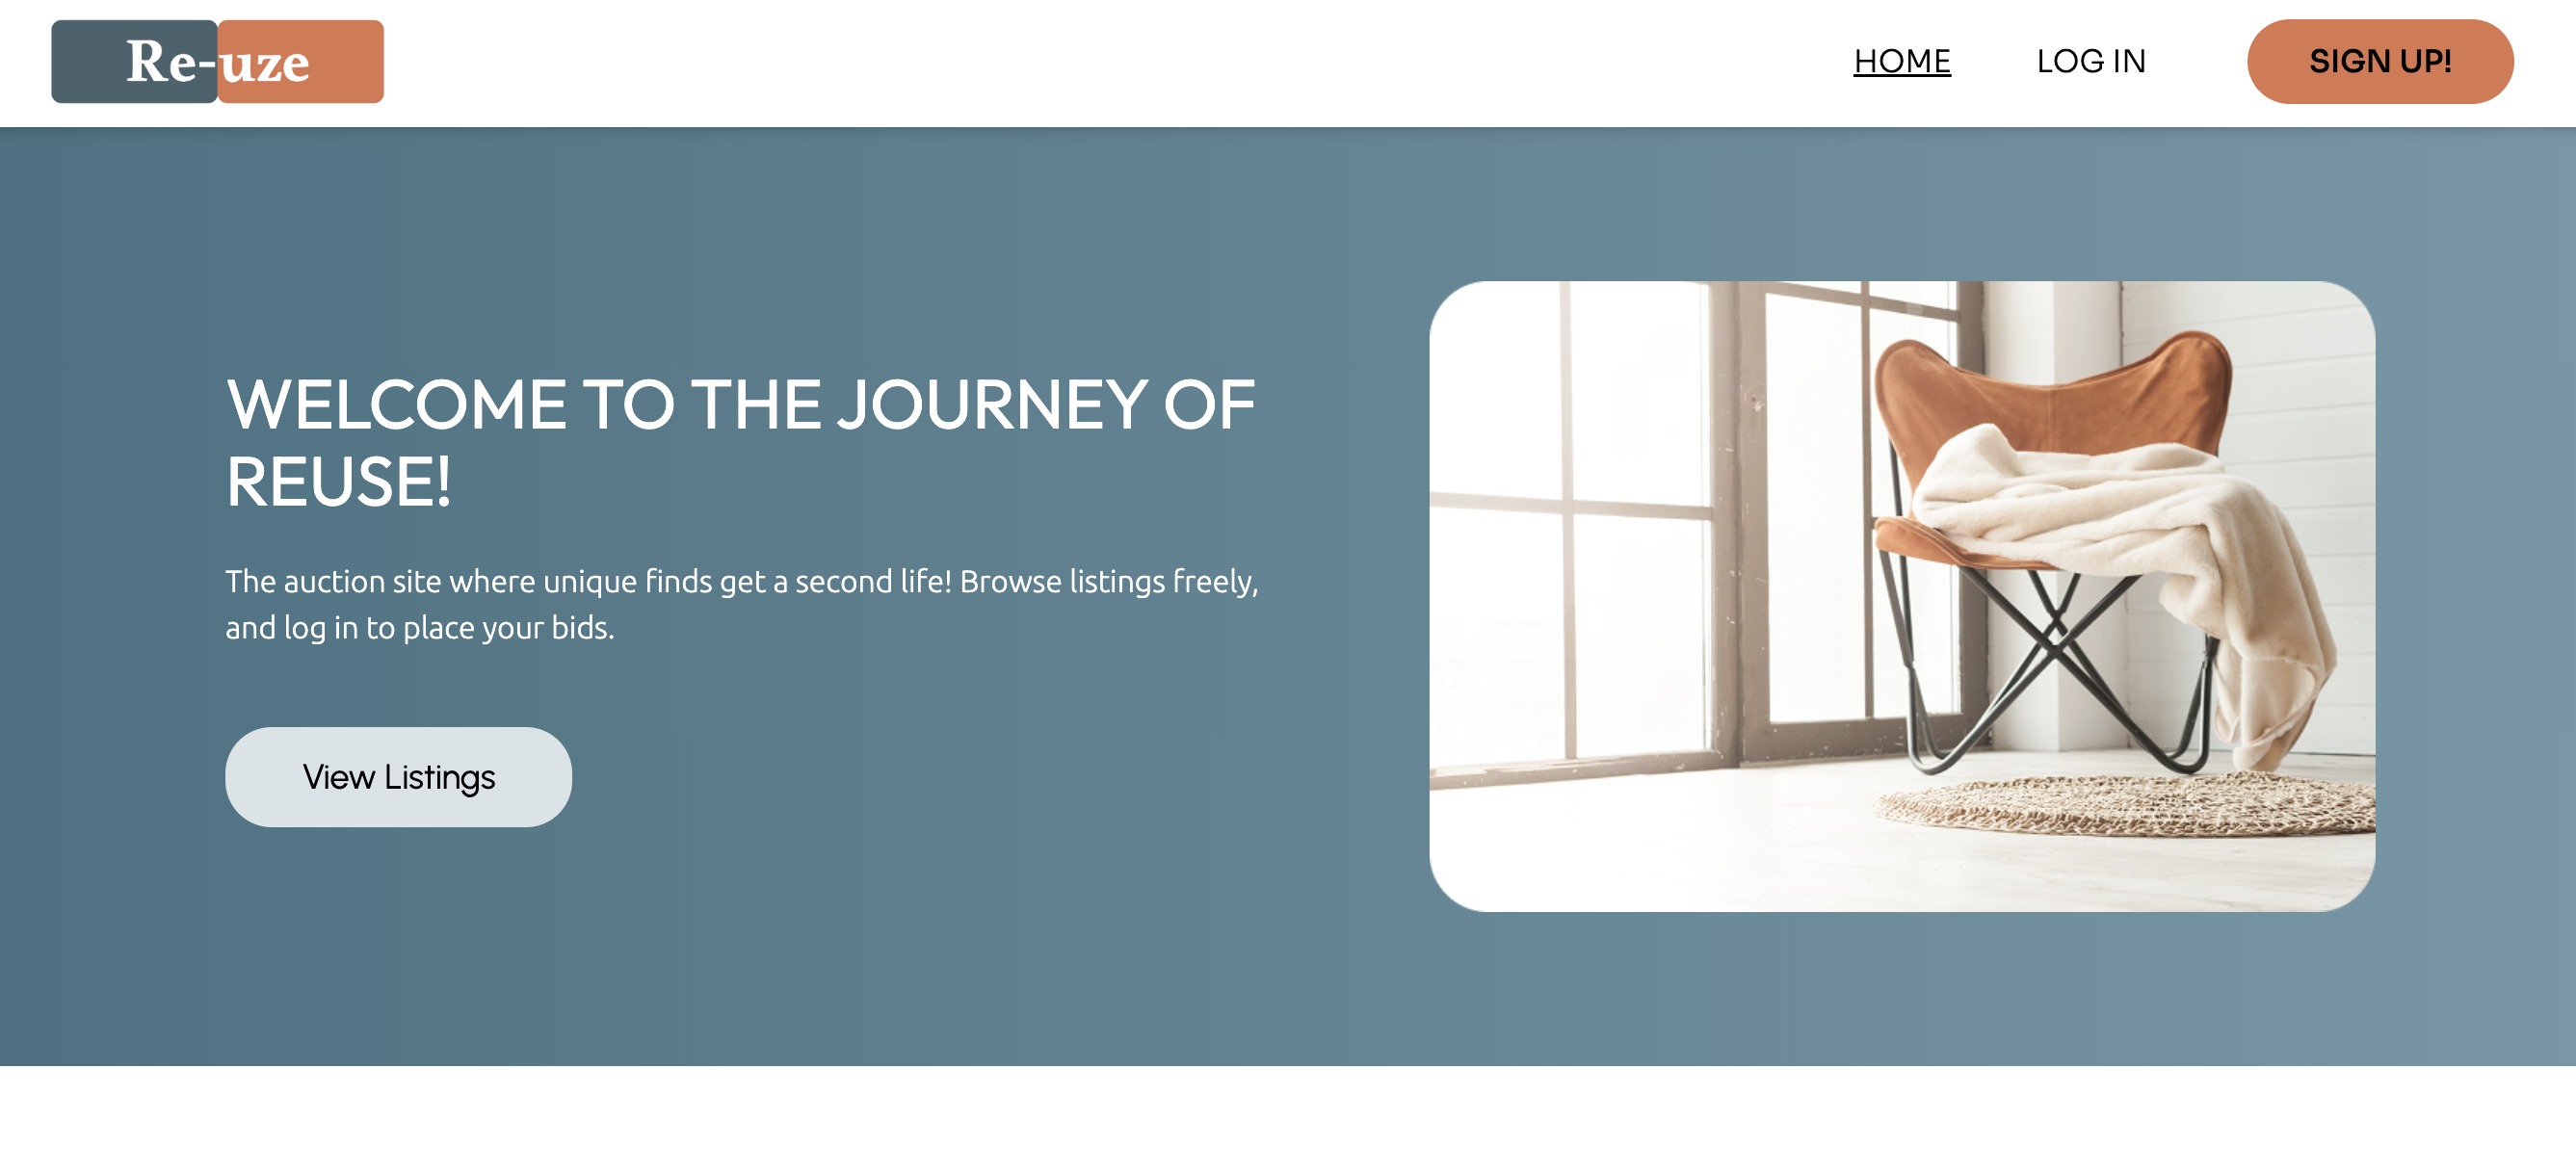 Re-uze
HOME
LOG IN
SIGN UP!
WELCOME TO THE JOURNEY OF
REUSE!
The auction site where unique finds get a second life! Browse listings freely,
and log in to place your bids.
View Listings